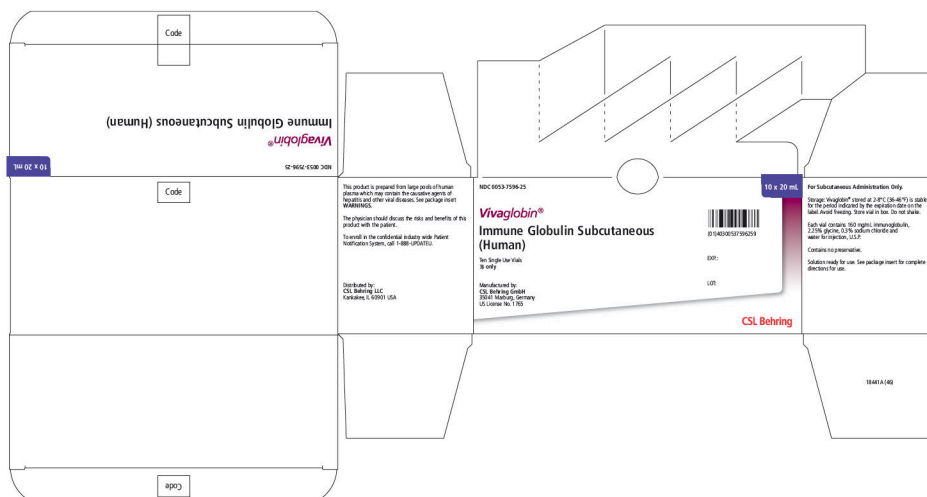 Code
Immune Globulin Subcutaneous (Human)
Vivaglobin®
NDC 0053-7596-25
10 x 20 mL
Code
This product is prepared from large pools of human
plasma which may contain the causative agents of
hepatitis and other viral diseases. See package insert
WARNINGS.
The physician should discuss the risks and benefits of this
product with the patient.
To enroll in the confidential industry wide Patient
Notification System, call 1-888-UPDATEU.
Distributed by:
CSL Behring LLC
Kankakee, IL 60901 USA
NDC 0053-7596-25
10 x 20 mL
Vivaglobin®
Immune Globulin Subcutaneous
(Human)
(01)40300537596259
Ten Single Use Vials
℞ only
EXP.:
LOT:
Manufactured by:
CSL Behring GmbH
35041 Marburg, Germany
US License No. 1765
CSL Behring
For Subcutaneous Administration Only.
Storage: Vivaglobin® stored at 2-8°C (36-46°F) is stable
for the period indicated by the expiration date on the
label. Avoid freezing. Store vial in box. Do not shake.
Each vial contains: 160 mg/mL immunoglobulin,
2.25% glycine, 0.3% sodium chloride and
water for injection, U.S.P.
Contains no preservative.
Solution ready for use. See package insert for complete
directions for use.
18441A (46)
Code